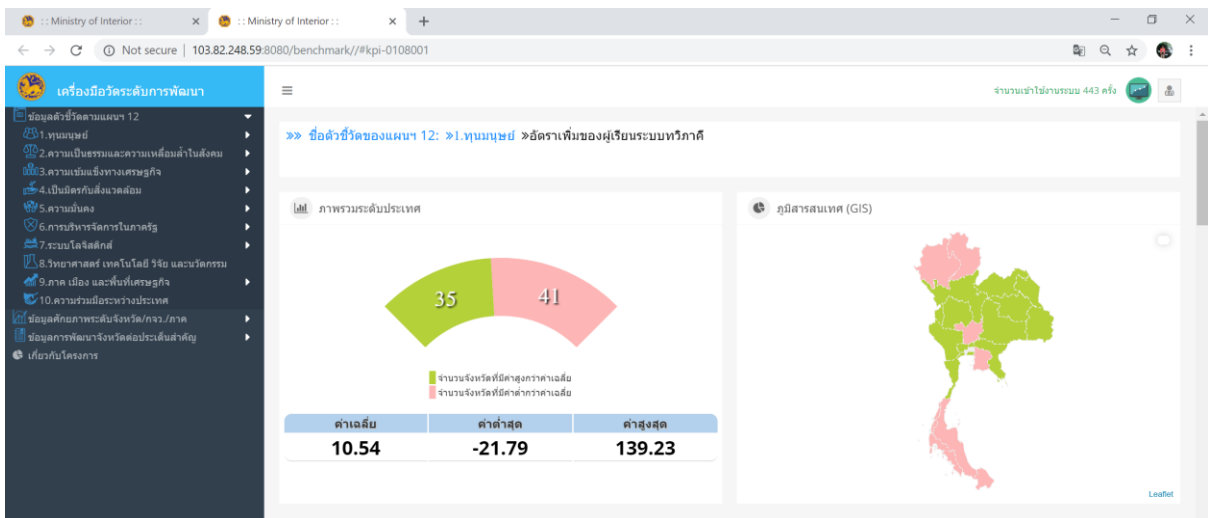 : : Ministry of Interior : :
: : Ministry of Interior : :
Not secure | 103.82.248.59:8080/benchmark//#kpi-0108001
เครื่องมือวัดระดับการพัฒนา
จำนวนเข้าใช้งานระบบ 443 ครั้ง
ข้อมูลตัวชี้วัดตามแผนฯ 12
1.ทุนมนุษย์
2.ความเป็นธรรมและความเหลื่อมล้ำในสังคม
3.ความเข้มแข็งทางเศรษฐกิจ
4.เป็นมิตรกับสิ่งแวดล้อม
5.ความมั่นคง
6.การบริหารจัดการในภาครัฐ
7.ระบบโลจิสติกส์
8.วิทยาศาสตร์ เทคโนโลยี วิจัย และนวัตกรรม
9.ภาค เมือง และพื้นที่เศรษฐกิจ
10.ความร่วมมือระหว่างประเทศ
ข้อมูลศักยภาพระดับจังหวัด/กจว./ภาค
ข้อมูลการพัฒนาจังหวัดต่อประเด็นสำคัญ
เกี่ยวกับโครงการ
»» ชื่อตัวชี้วัดของแผนฯ 12: »1.ทุนมนุษย์ »อัตราเพิ่มของผู้เรียนระบบทวิภาคี
ภาพรวมระดับประเทศ
35
41
จำนวนจังหวัดที่มีค่าสูงกว่าค่าเฉลี่ย
จำนวนจังหวัดที่มีค่าต่ำกว่าค่าเฉลี่ย
ค่าเฉลี่ย ค่าต่ำสุด ค่าสูงสุด
10.54 -21.79 139.23
ภูมิสารสนเทศ (GIS)
Leaflet